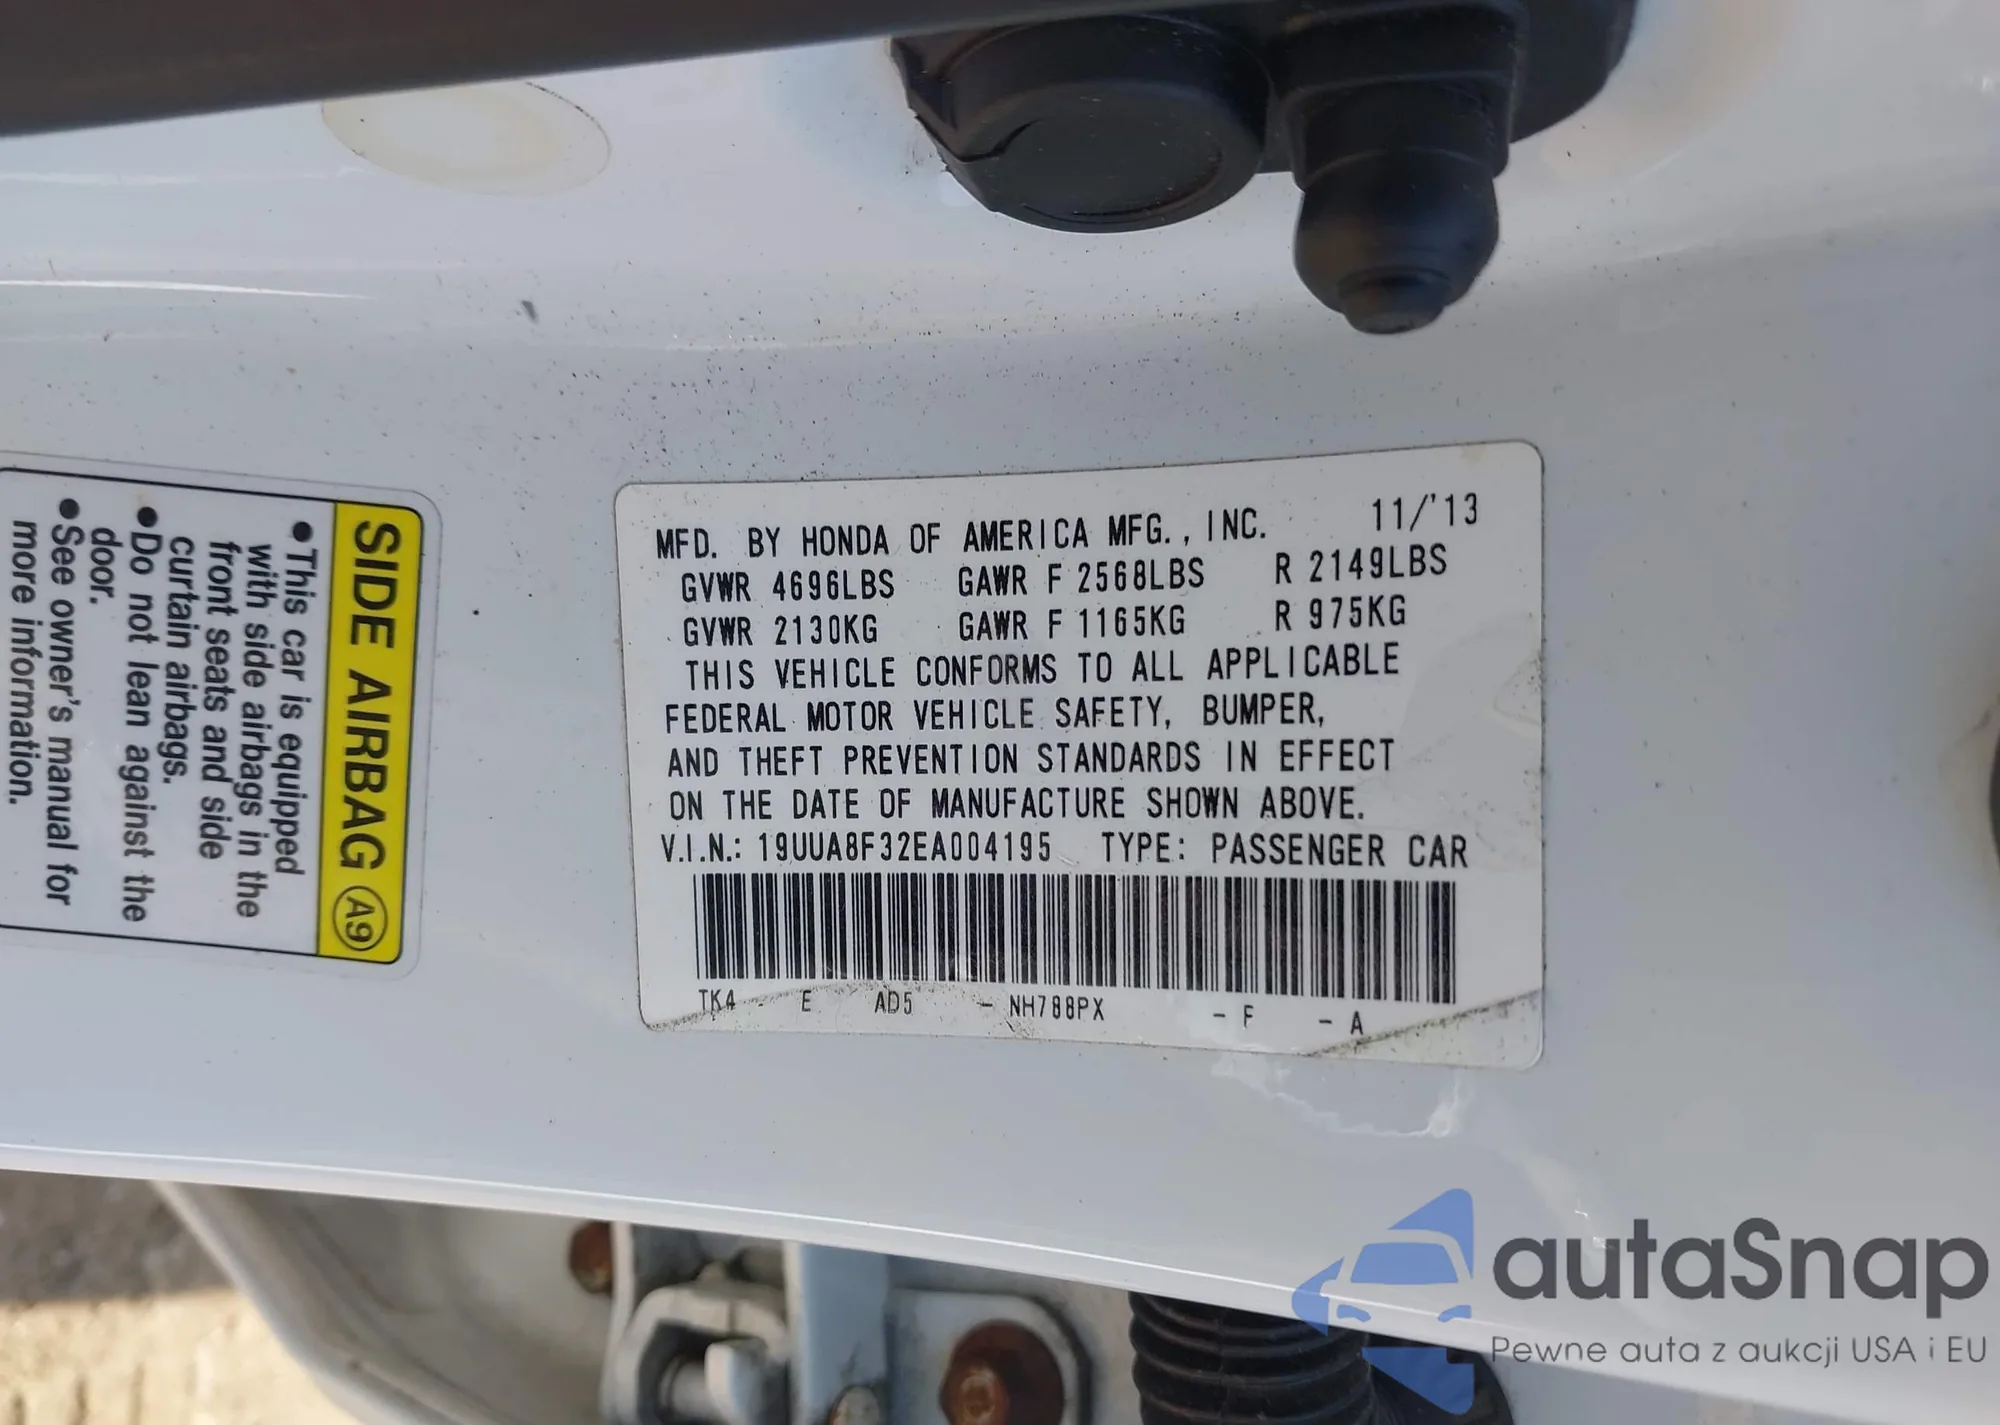 SIDE AIRBAG A9
●This car is equipped
with side airbags in the
front seats and side
curtain airbags.
●Do not lean against the
door.
●See owner's manual for
more information.
MFD. BY HONDA OF AMERICA MFG., INC. 11/'13
GVWR 4696LBS GAWR F 2568LBS R 2149LBS
GVWR 2130KG GAWR F 1165KG R 975KG
THIS VEHICLE CONFORMS TO ALL APPLICABLE
FEDERAL MOTOR VEHICLE SAFETY, BUMPER,
AND THEFT PREVENTION STANDARDS IN EFFECT
ON THE DATE OF MANUFACTURE SHOWN ABOVE.
V.I.N.: 19UUA8F32EA004195 TYPE: PASSENGER CAR
TK4 - E AD5 - NH788PX - F - A
autaSnap
Pewne auta z aukcji USA i EU